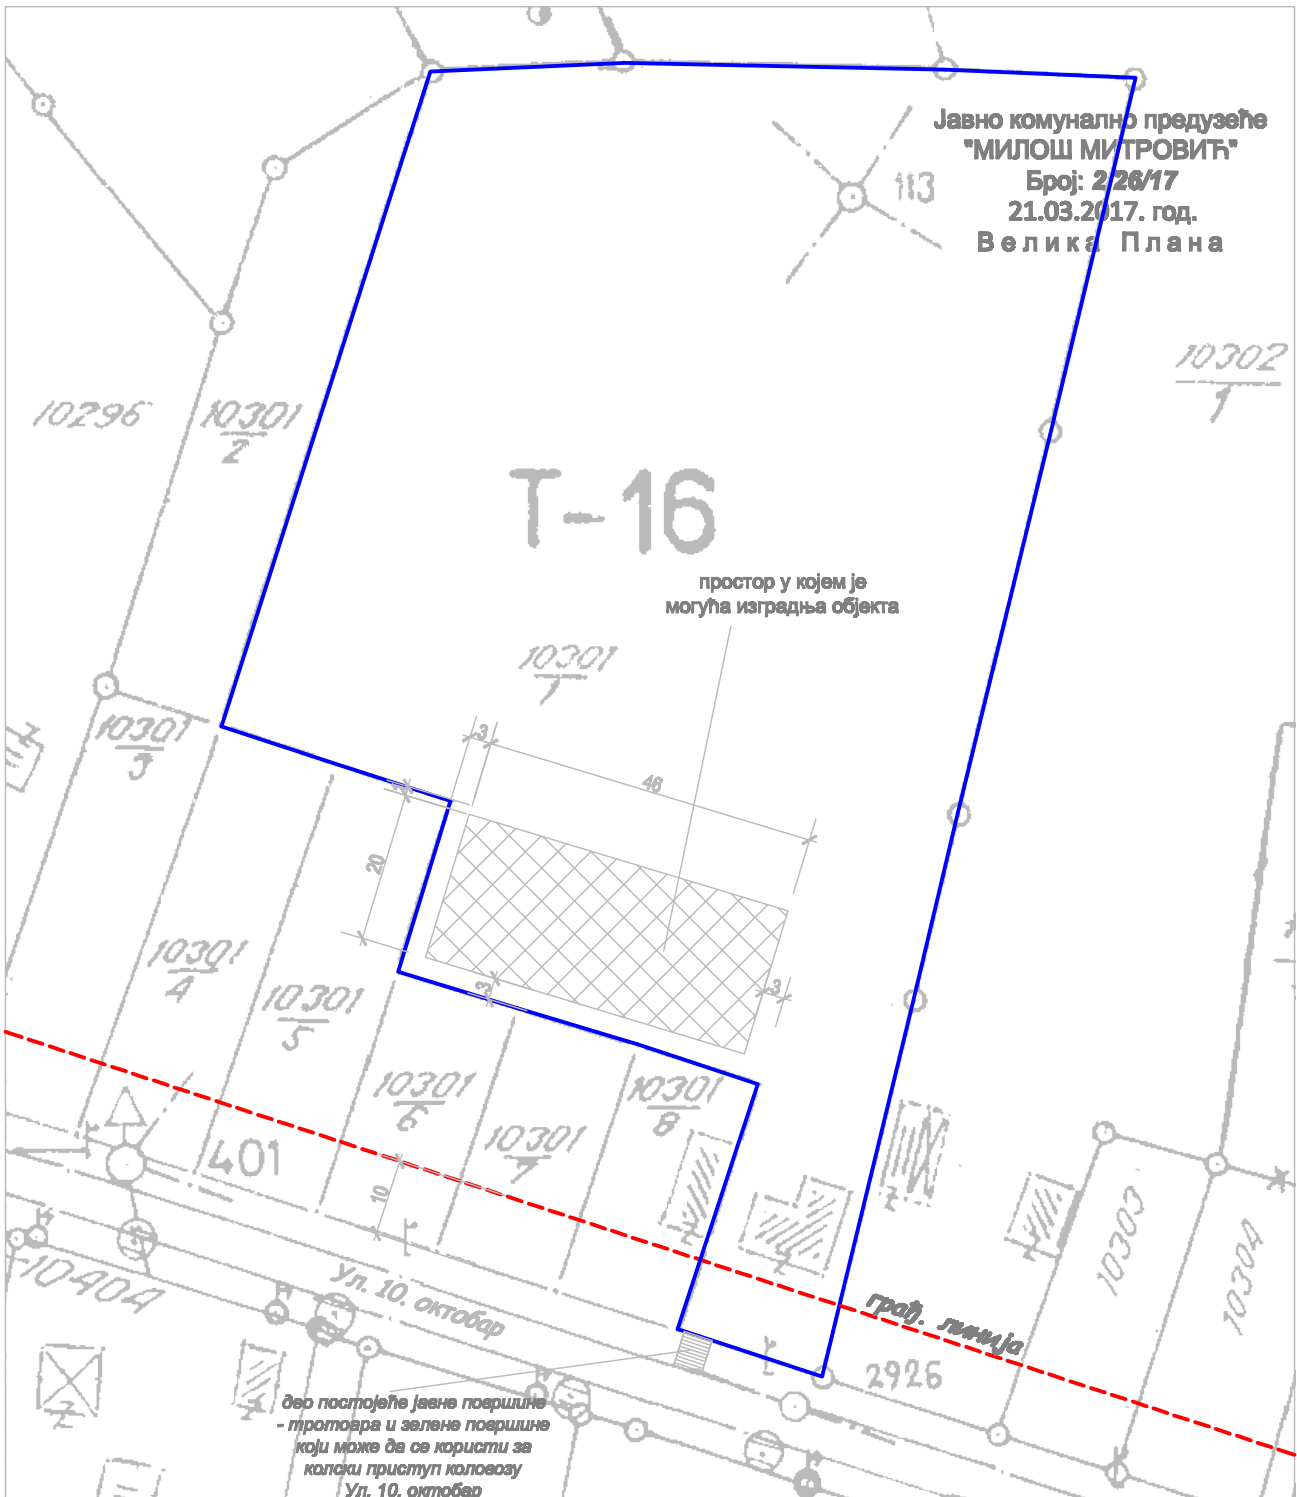 Јавно комунално предузеће
"МИЛОШ МИТРОВИЋ"
Број: 2/26/17
21.03.2017. год.
Велика Плана
113
10302
1
10296
10301
2
Т-16
простор у којем је
могућа изградња објекта
10301
1
10301
3
3
46
20
3
3
10301
4
10301
5
10301
6
10301
7
10301
8
401
10
10404
Ул. 10. октобар
грађ. линија
10303
10304
2926
део постојеће јавне површине
- тротоара и зелене површине
који може да се користи за
колски приступ коловозу
Ул. 10. октобар